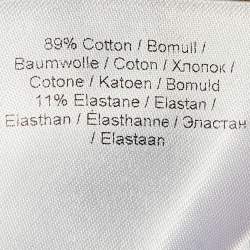 89% Cotton / Bomull /
Baumwolle / Coton / Хлопок /
Cotone / Katoen / Bomuld
11% Elastane / Elastan /
Elasthan / Élasthanne / Эластан
/ Elastaan